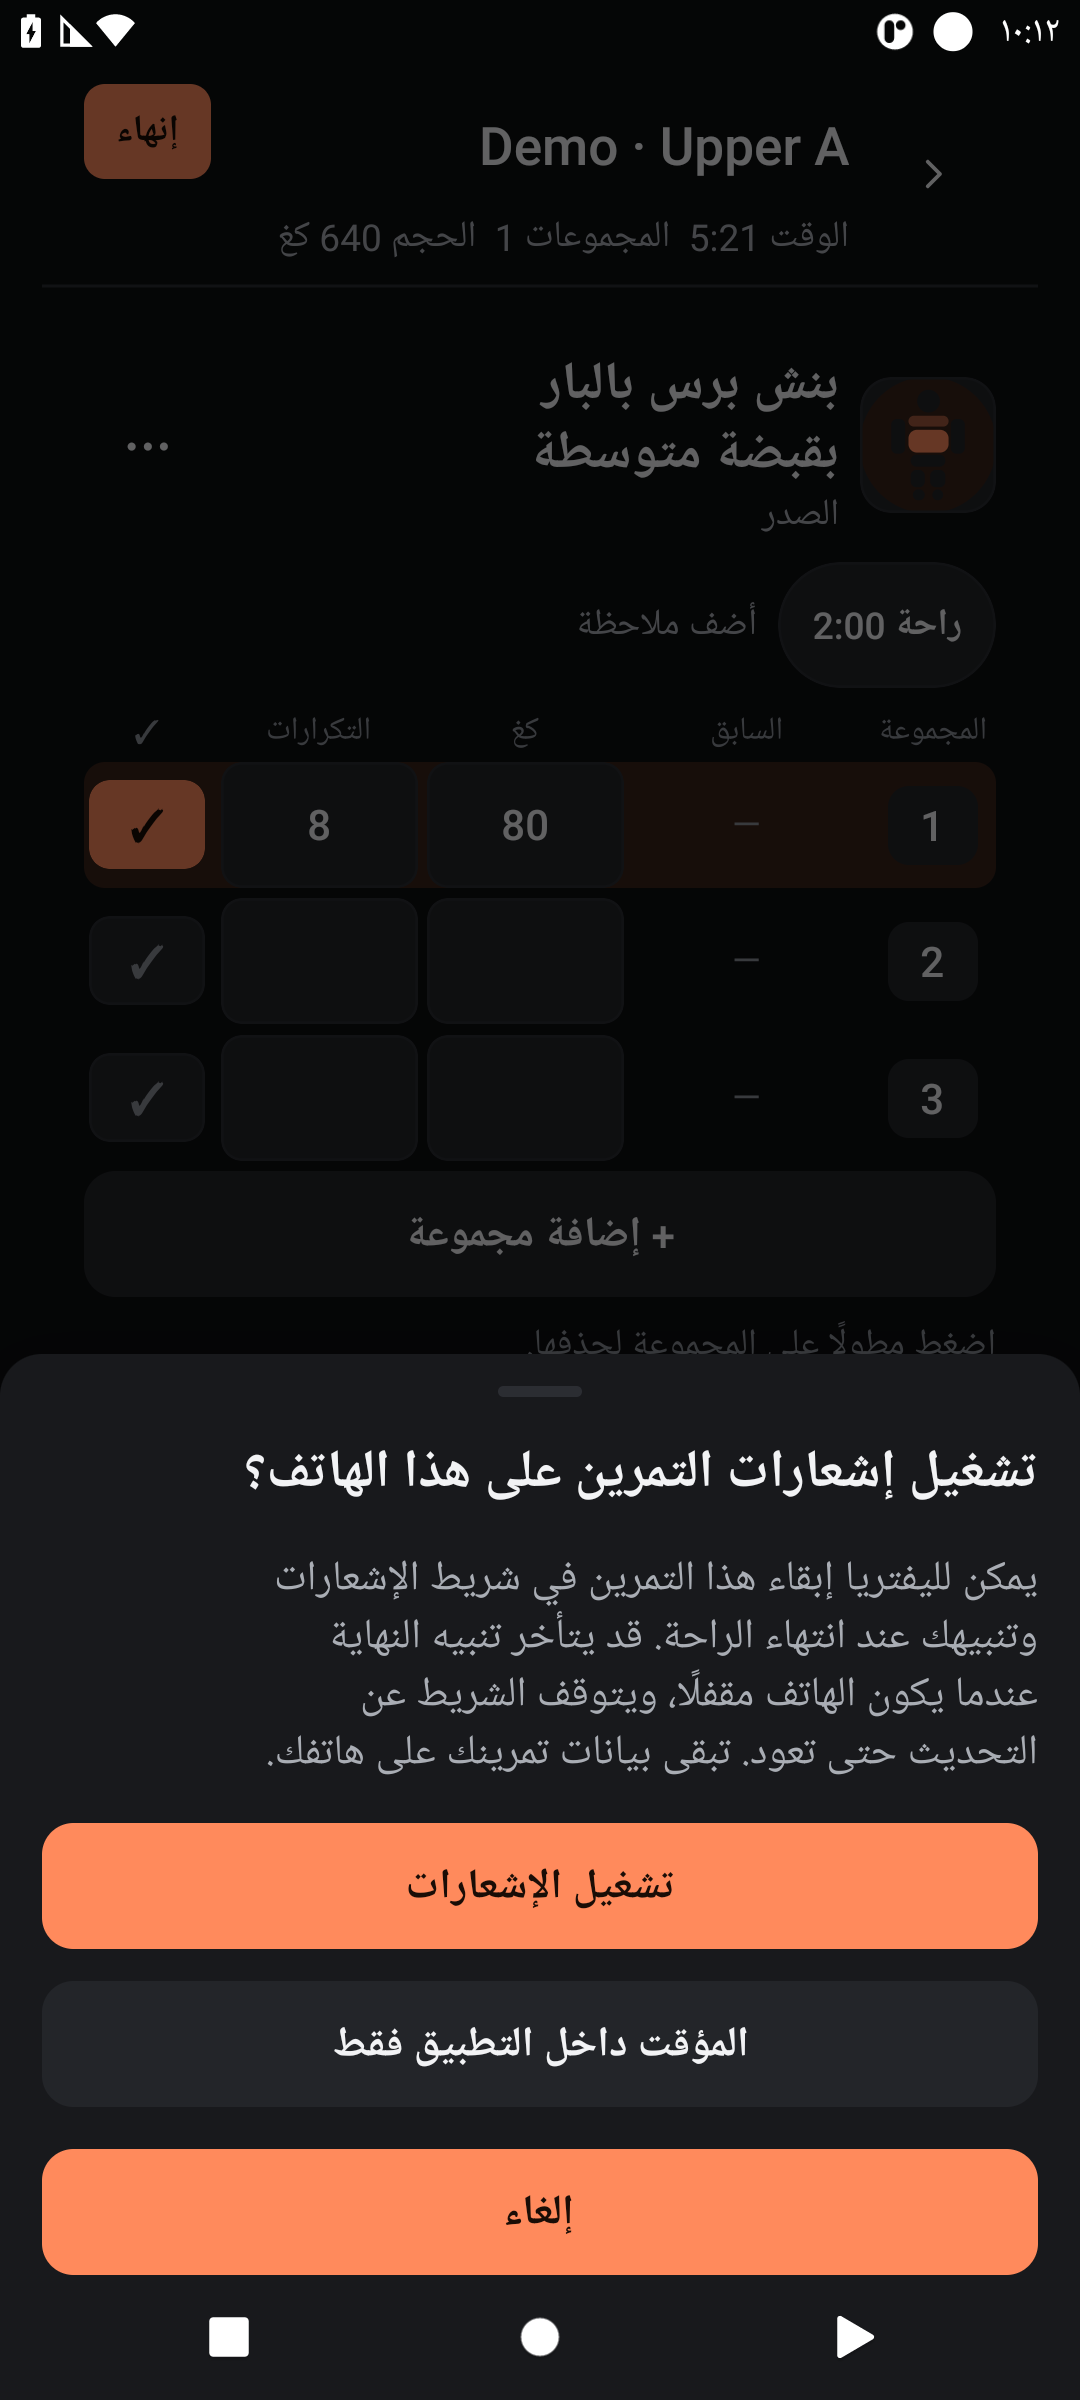 ١٠:١٢
إنهاء
Demo · Upper A
الوقت 5:21 المجموعات 1 الحجم 640 كغ
بنش برس بالبار
بقبضة متوسطة
الصدر
راحة 2:00
أضف ملاحظة
المجموعة السابق كغ التكرارات ✓
1 — 80 8 ✓
2 — ✓
3 — ✓
+ إضافة مجموعة
اضغط مطولًا على المجموعة لحذفها.
تشغيل إشعارات التمرين على هذا الهاتف؟
يمكن لليفتريا إبقاء هذا التمرين في شريط الإشعارات
وتنبيهك عند انتهاء الراحة. قد يتأخر تنبيه النهاية
عندما يكون الهاتف مقفلًا، ويتوقف الشريط عن
التحديث حتى تعود. تبقى بيانات تمرينك على هاتفك.
تشغيل الإشعارات
المؤقت داخل التطبيق فقط
إلغاء